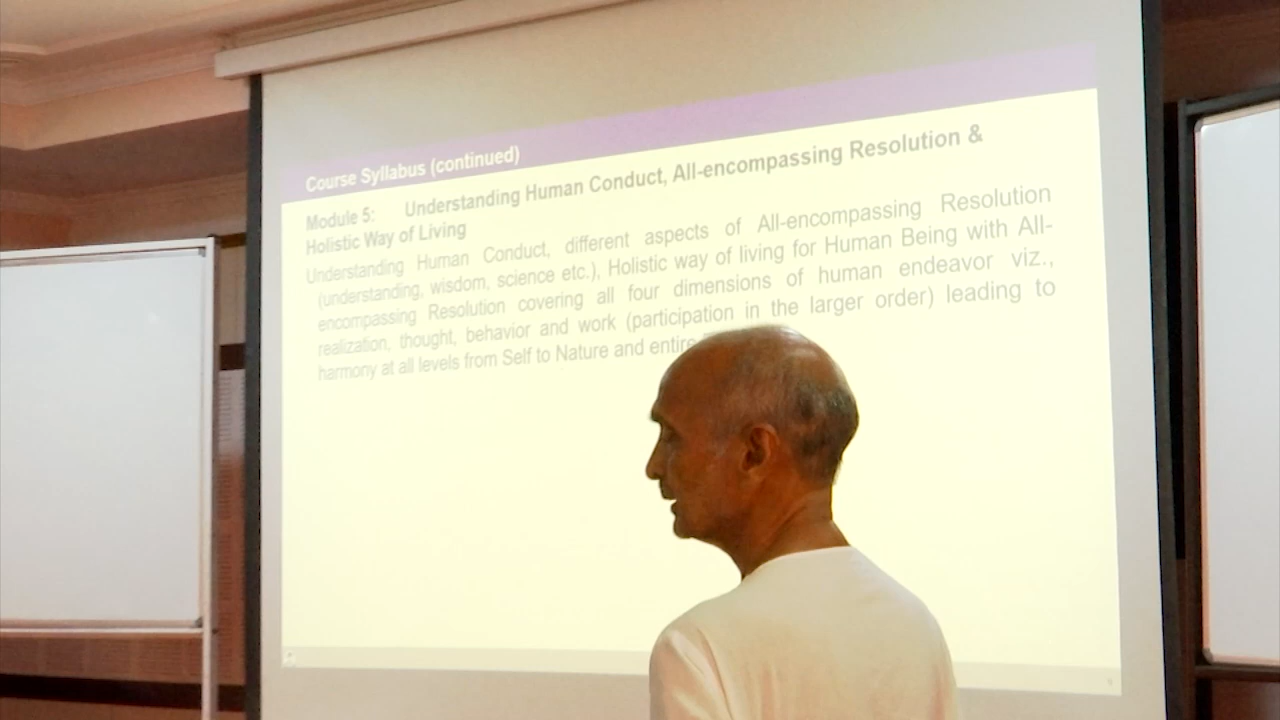 Course Syllabus (continued)
Module 5: Understanding Human Conduct, All-encompassing Resolution &
Holistic Way of Living
Understanding Human Conduct, different aspects of All-encompassing Resolution
(understanding, wisdom, science etc.), Holistic way of living for Human Being with All-
encompassing Resolution covering all four dimensions of human endeavor viz.,
realization, thought, behavior and work (participation in the larger order) leading to
harmony at all levels from Self to Nature and entire